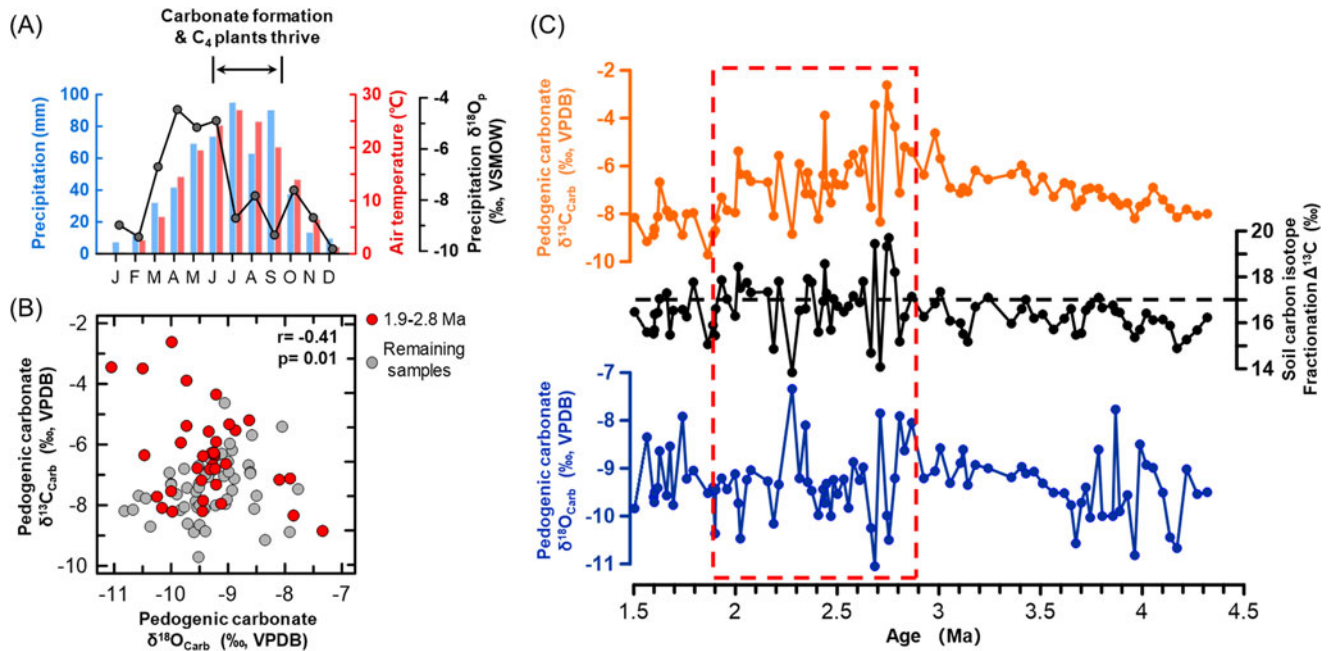 (A)
Carbonate formation
& C4 plants thrive
Precipitation (mm)
100
80
60
40
20
0
J F M A M J J A S O N D
30
25
20
15
10
5
0
Air temperature (℃)
Precipitation δ18Op
(‰, VSMOW)
-4
-6
-8
-10
(B)
Pedogenic carbonate
δ13CCarb (‰, VPDB)
-2
-4
-6
-8
-10
r= -0.41
p= 0.01
1.9-2.8 Ma
Remaining
samples
-11 -10 -9 -8 -7
Pedogenic carbonate
δ18OCarb (‰, VPDB)
(C)
Pedogenic carbonate
δ13CCarb (‰, VPDB)
-2
-4
-6
-8
-10
20
18
16
14
Soil carbon isotope
Fractionation Δ13C (‰)
Pedogenic carbonate
δ18OCarb (‰, VPDB)
-7
-8
-9
-10
-11
1.5 2 2.5 3 3.5 4 4.5
Age (Ma)